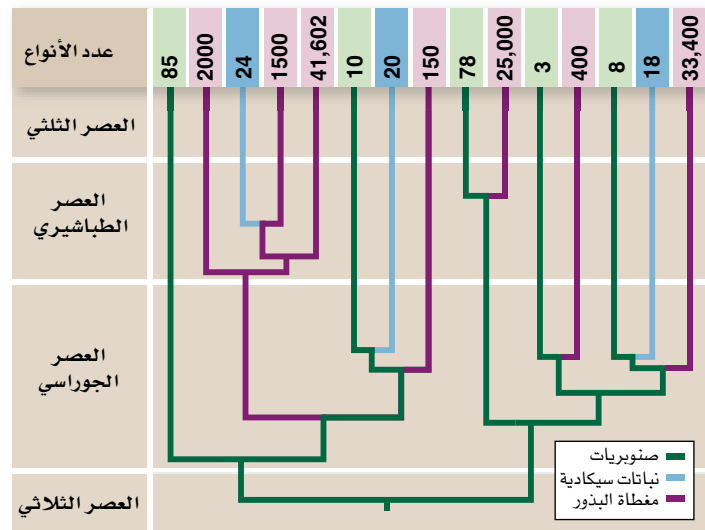 عدد الأنواع
85
2000
24
1500
41,602
10
20
150
78
25,000
3
400
8
18
33,400
العصر الثلثي
العصر
الطباشيري
العصر
الجوراسي
العصر الثلاثي
صنوبريات
نباتات سيكادية
مغطاة البذور